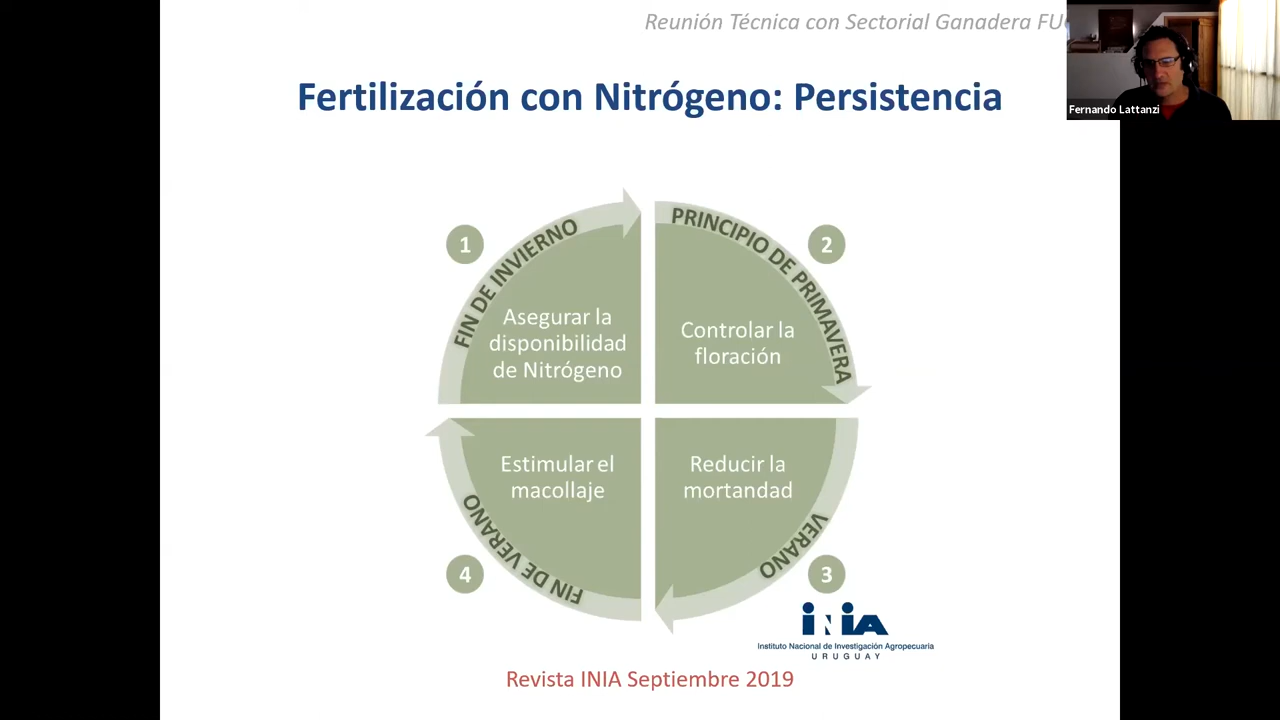 Reunión Técnica con Sectorial Ganadera FU
Fernando Lattanzi
Fertilización con Nitrógeno: Persistencia
1
FIN DE INVIERNO
Asegurar la
disponibilidad
de Nitrógeno
2
PRINCIPIO DE PRIMAVERA
Controlar la
floración
3
VERANO
Reducir la
mortandad
4
FIN DE VERANO
Estimular el
macollaje
INIA
Instituto Nacional de Investigación Agropecuaria
URUGUAY
Revista INIA Septiembre 2019